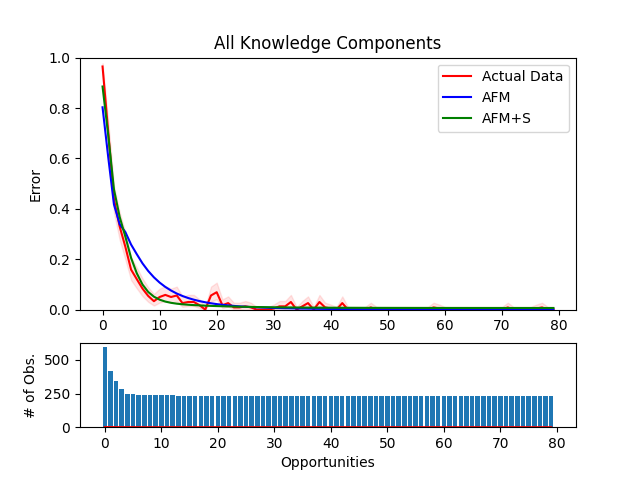 All Knowledge Components
1.0
0.8
0.6
0.4
0.2
0.0
Error
Actual Data
AFM
AFM+S
0 10 20 30 40 50 60 70 80
500
250
0
# of Obs.
0 10 20 30 40 50 60 70 80
Opportunities